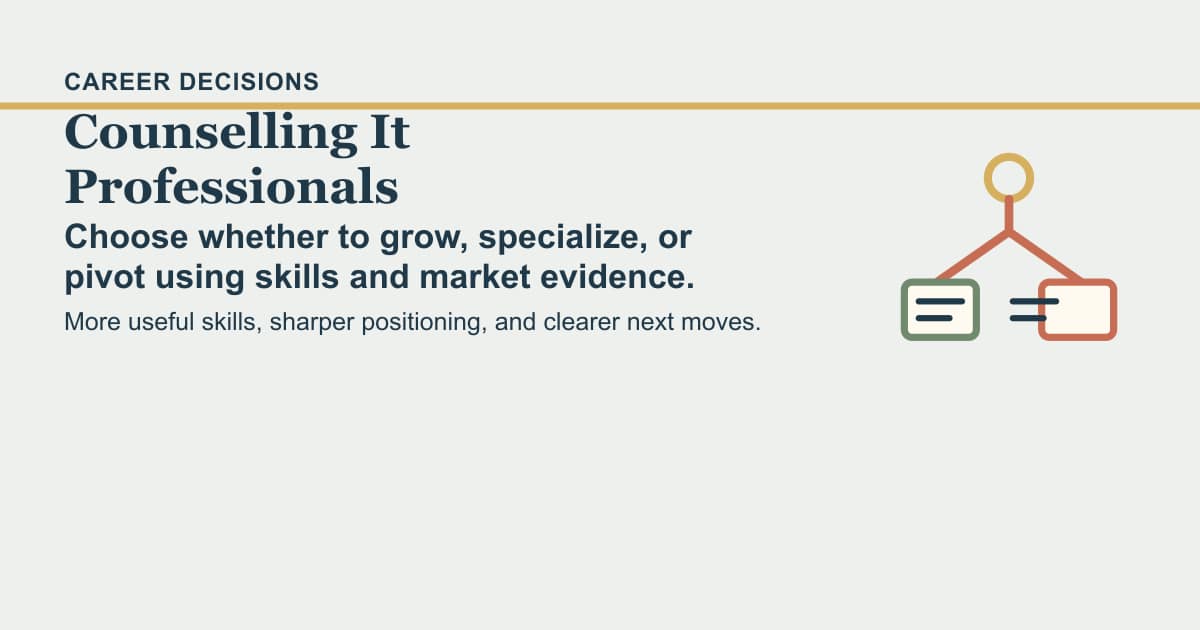 CAREER DECISIONS
Counselling It
Professionals
Choose whether to grow, specialize, or
pivot using skills and market evidence.
More useful skills, sharper positioning, and clearer next moves.